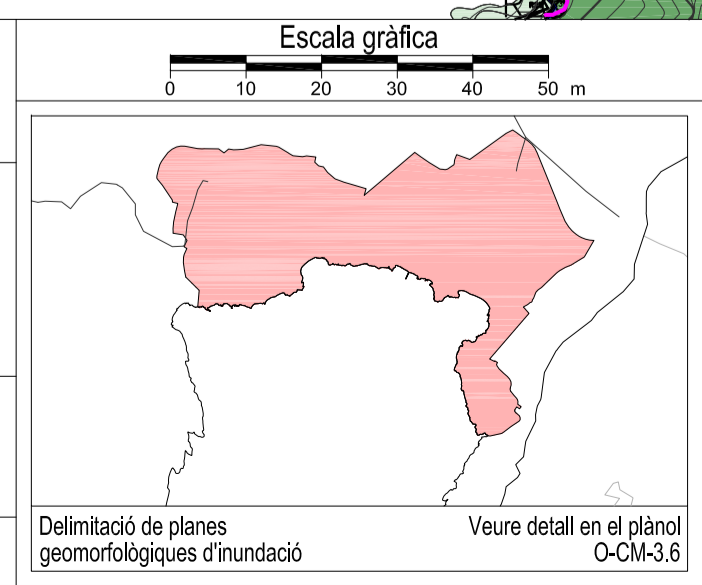 Escala gràfica
0 10 20 30 40 50 m
Delimitació de planes
geomorfològiques d'inundació
Veure detall en el plànol
O-CM-3.6